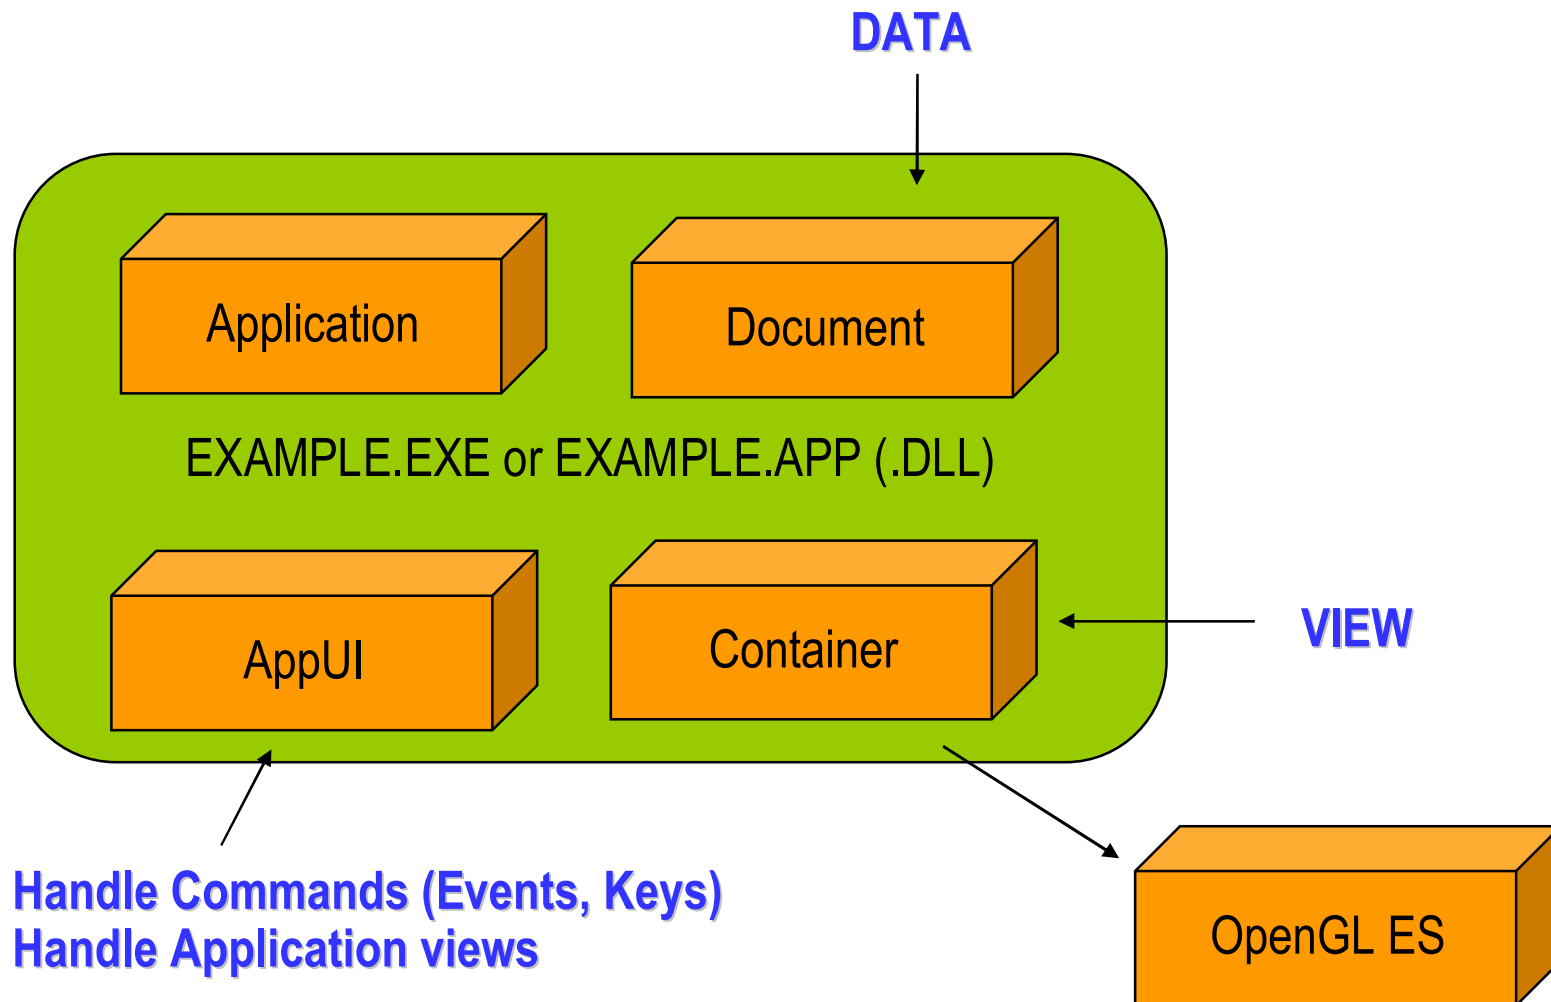 DATA
Application
Document
EXAMPLE.EXE or EXAMPLE.APP (.DLL)
AppUI
Container
VIEW
Handle Commands (Events, Keys)
Handle Application views
OpenGL ES